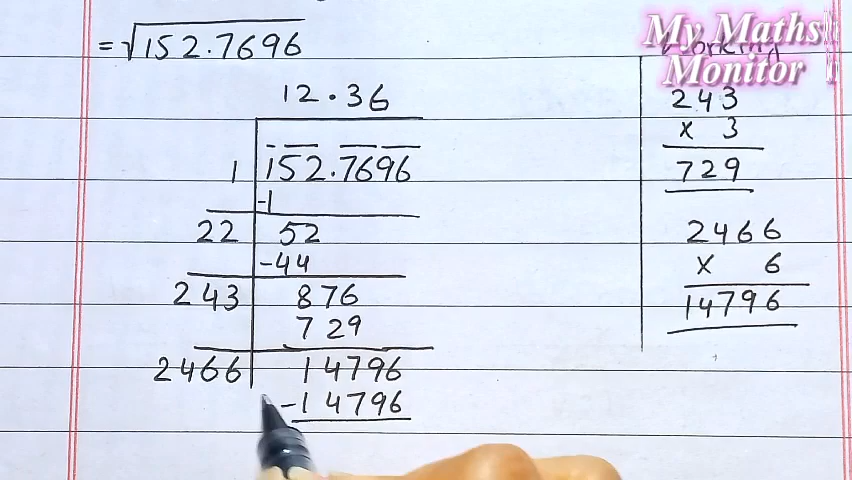 = √152.7696
12.36
1 152.7696
-1
22 52
-44
243 876
729
2466 14796
-14796
My Maths
Monitor
Working
243
x 3
729
2466
x 6
14796